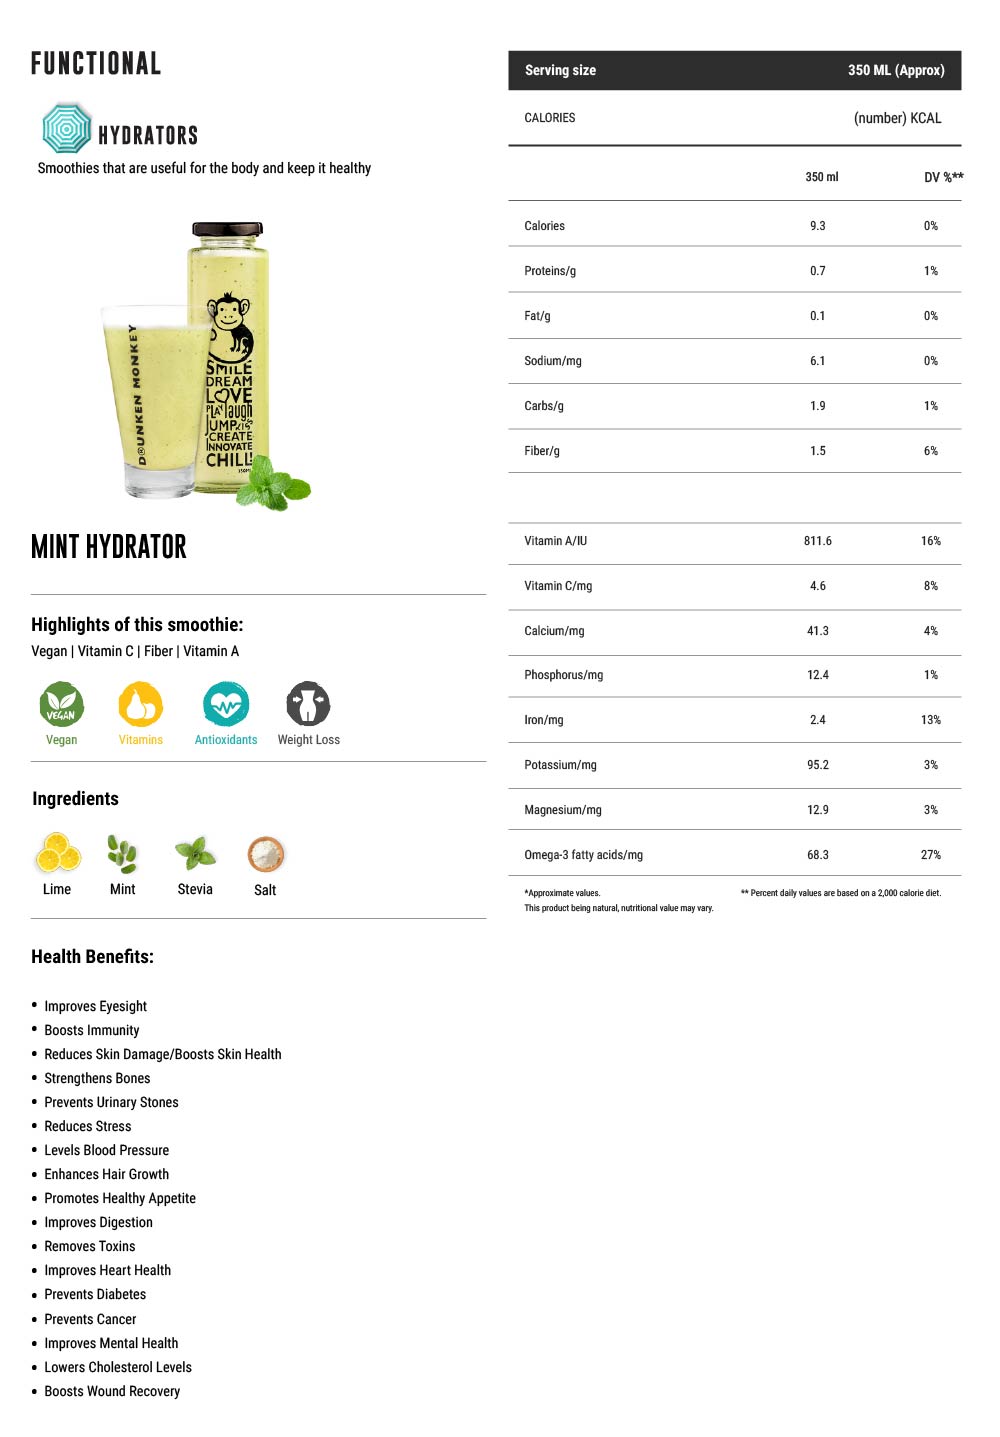 FUNCTIONAL
HYDRATORS
Smoothies that are useful for the body and keep it healthy
DRUNKEN MONKEY
SMILE
DREAM
LOVE
PLAY laugh
JUMP KISS
CREATE
INNOVATE
CHILL!
MINT HYDRATOR
Highlights of this smoothie:
Vegan | Vitamin C | Fiber | Vitamin A
VEGAN
Vegan Vitamins Antioxidants Weight Loss
Ingredients
Lime Mint Stevia Salt
Health Benefits:
• Improves Eyesight
• Boosts Immunity
• Reduces Skin Damage/Boosts Skin Health
• Strengthens Bones
• Prevents Urinary Stones
• Reduces Stress
• Levels Blood Pressure
• Enhances Hair Growth
• Promotes Healthy Appetite
• Improves Digestion
• Removes Toxins
• Improves Heart Health
• Prevents Diabetes
• Prevents Cancer
• Improves Mental Health
• Lowers Cholesterol Levels
• Boosts Wound Recovery
Serving size 350 ML (Approx)
CALORIES (number) KCAL
350 ml DV %**
Calories 9.3 0%
Proteins/g 0.7 1%
Fat/g 0.1 0%
Sodium/mg 6.1 0%
Carbs/g 1.9 1%
Fiber/g 1.5 6%
Vitamin A/IU 811.6 16%
Vitamin C/mg 4.6 8%
Calcium/mg 41.3 4%
Phosphorus/mg 12.4 1%
Iron/mg 2.4 13%
Potassium/mg 95.2 3%
Magnesium/mg 12.9 3%
Omega-3 fatty acids/mg 68.3 27%
*Approximate values. ** Percent daily values are based on a 2,000 calorie diet.
This product being natural, nutritional value may vary.